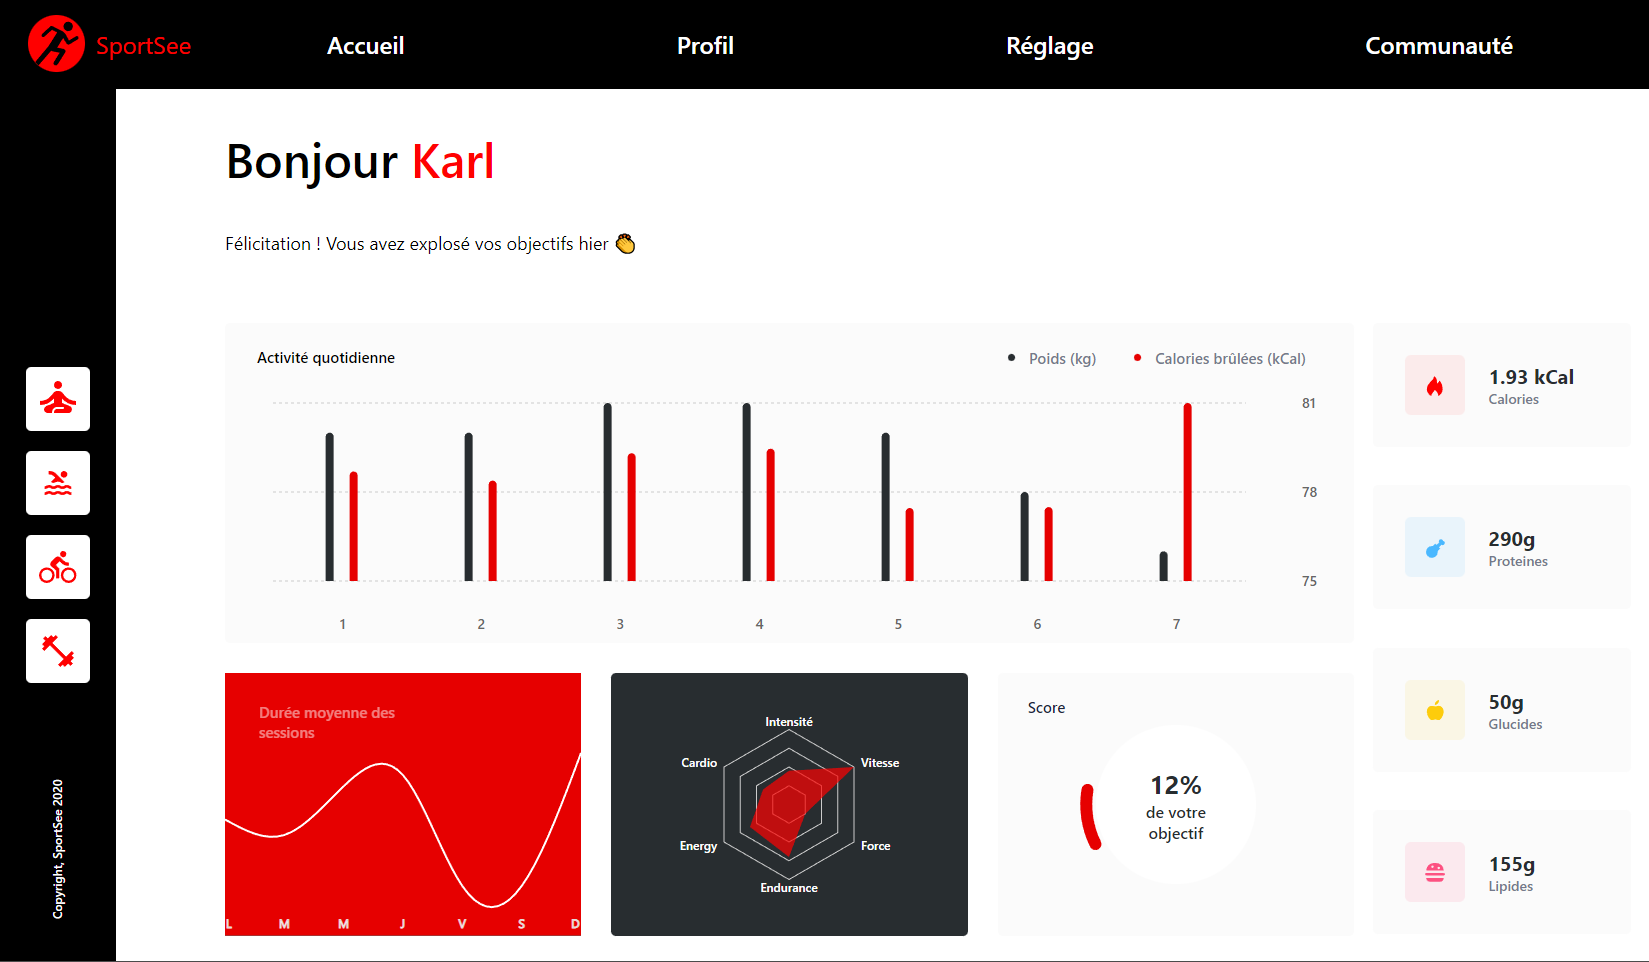 SportSee
Accueil
Profil
Réglage
Communauté
Bonjour Karl
Félicitation ! Vous avez explosé vos objectifs hier 👏
Activité quotidienne
Poids (kg)
Calories brûlées (kCal)
81
78
75
1
2
3
4
5
6
7
1.93 kCal
Calories
290g
Proteines
50g
Glucides
155g
Lipides
Durée moyenne des
sessions
L
M
M
J
V
S
D
Intensité
Vitesse
Force
Endurance
Energy
Cardio
Score
12%
de votre
objectif
Copyright, SportSee 2020